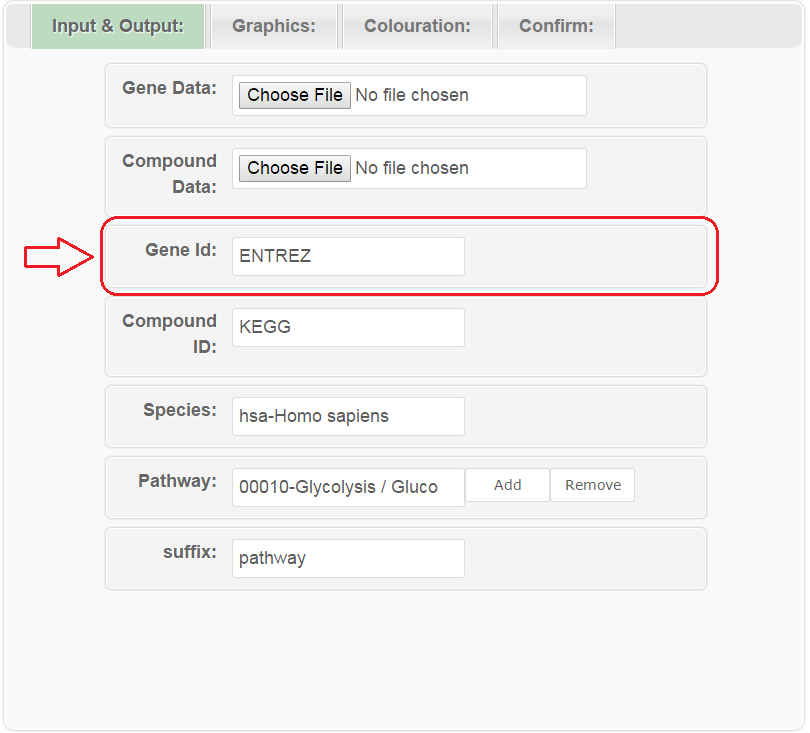 Input & Output: Graphics: Colouration: Confirm:
Gene Data: Choose File No file chosen
Compound Data: Choose File No file chosen
Gene Id: ENTREZ
Compound ID: KEGG
Species: hsa-Homo sapiens
Pathway: 00010-Glycolysis / Gluco Add Remove
suffix: pathway